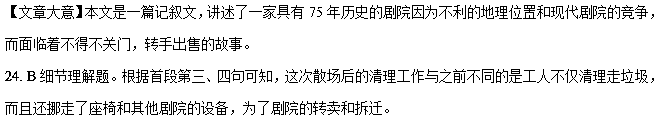 【文章大意】本文是一篇记叙文，讲述了一家具有 75 年历史的剧院因为不利的地理位置和现代剧院的竞争，
而面临着不得不关门，转手出售的故事。
24. B 细节理解题。根据首段第三、四句可知，这次散场后的清理工作与之前不同的是工人不仅清理走垃圾，
而且还挪走了座椅和其他剧院的设备，为了剧院的转卖和拆迁。